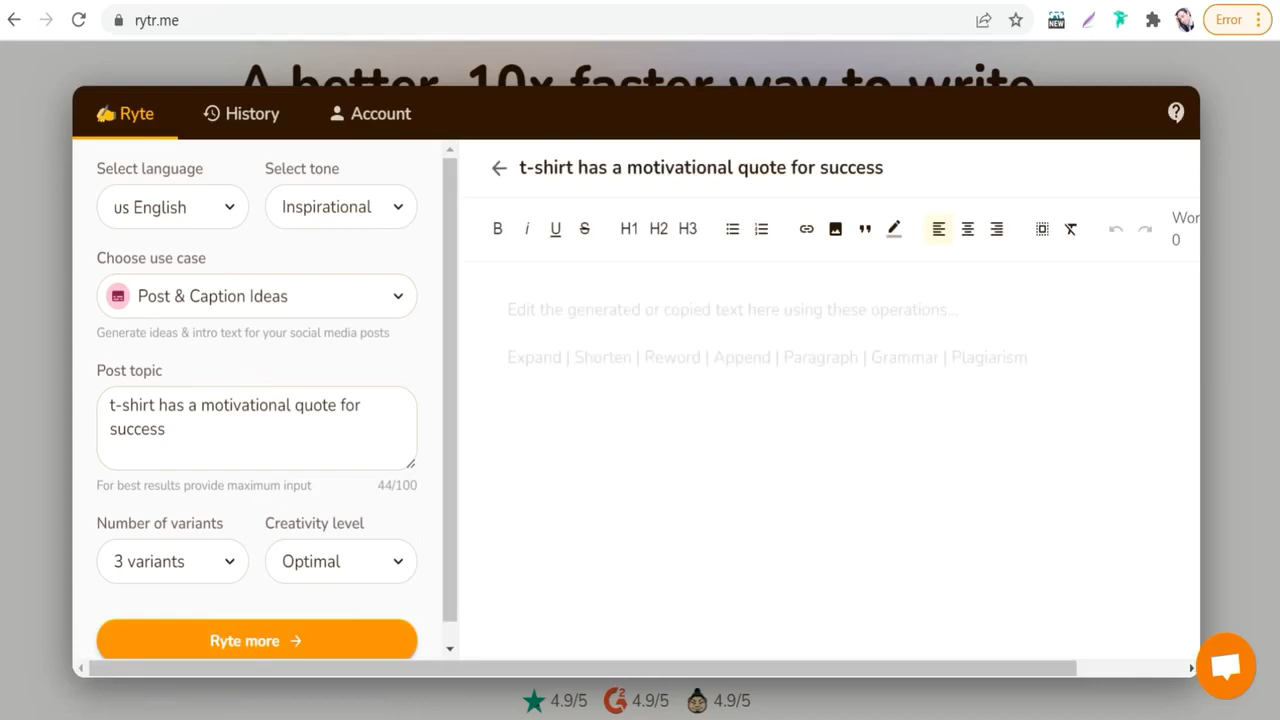 rytr.me
NEW
Error
A better, 10x faster way to write
Ryte
History
Account
Select language
Select tone
us English
Inspirational
Choose use case
Post & Caption Ideas
Generate ideas & intro text for your social media posts
Post topic
t-shirt has a motivational quote for
success
For best results provide maximum input
44/100
Number of variants
Creativity level
3 variants
Optimal
Ryte more
t-shirt has a motivational quote for success
B i U S H1 H2 H3
Wor
0
Edit the generated or copied text here using these operations...
Expand | Shorten | Reword | Append | Paragraph | Grammar | Plagiarism
4.9/5 4.9/5 4.9/5